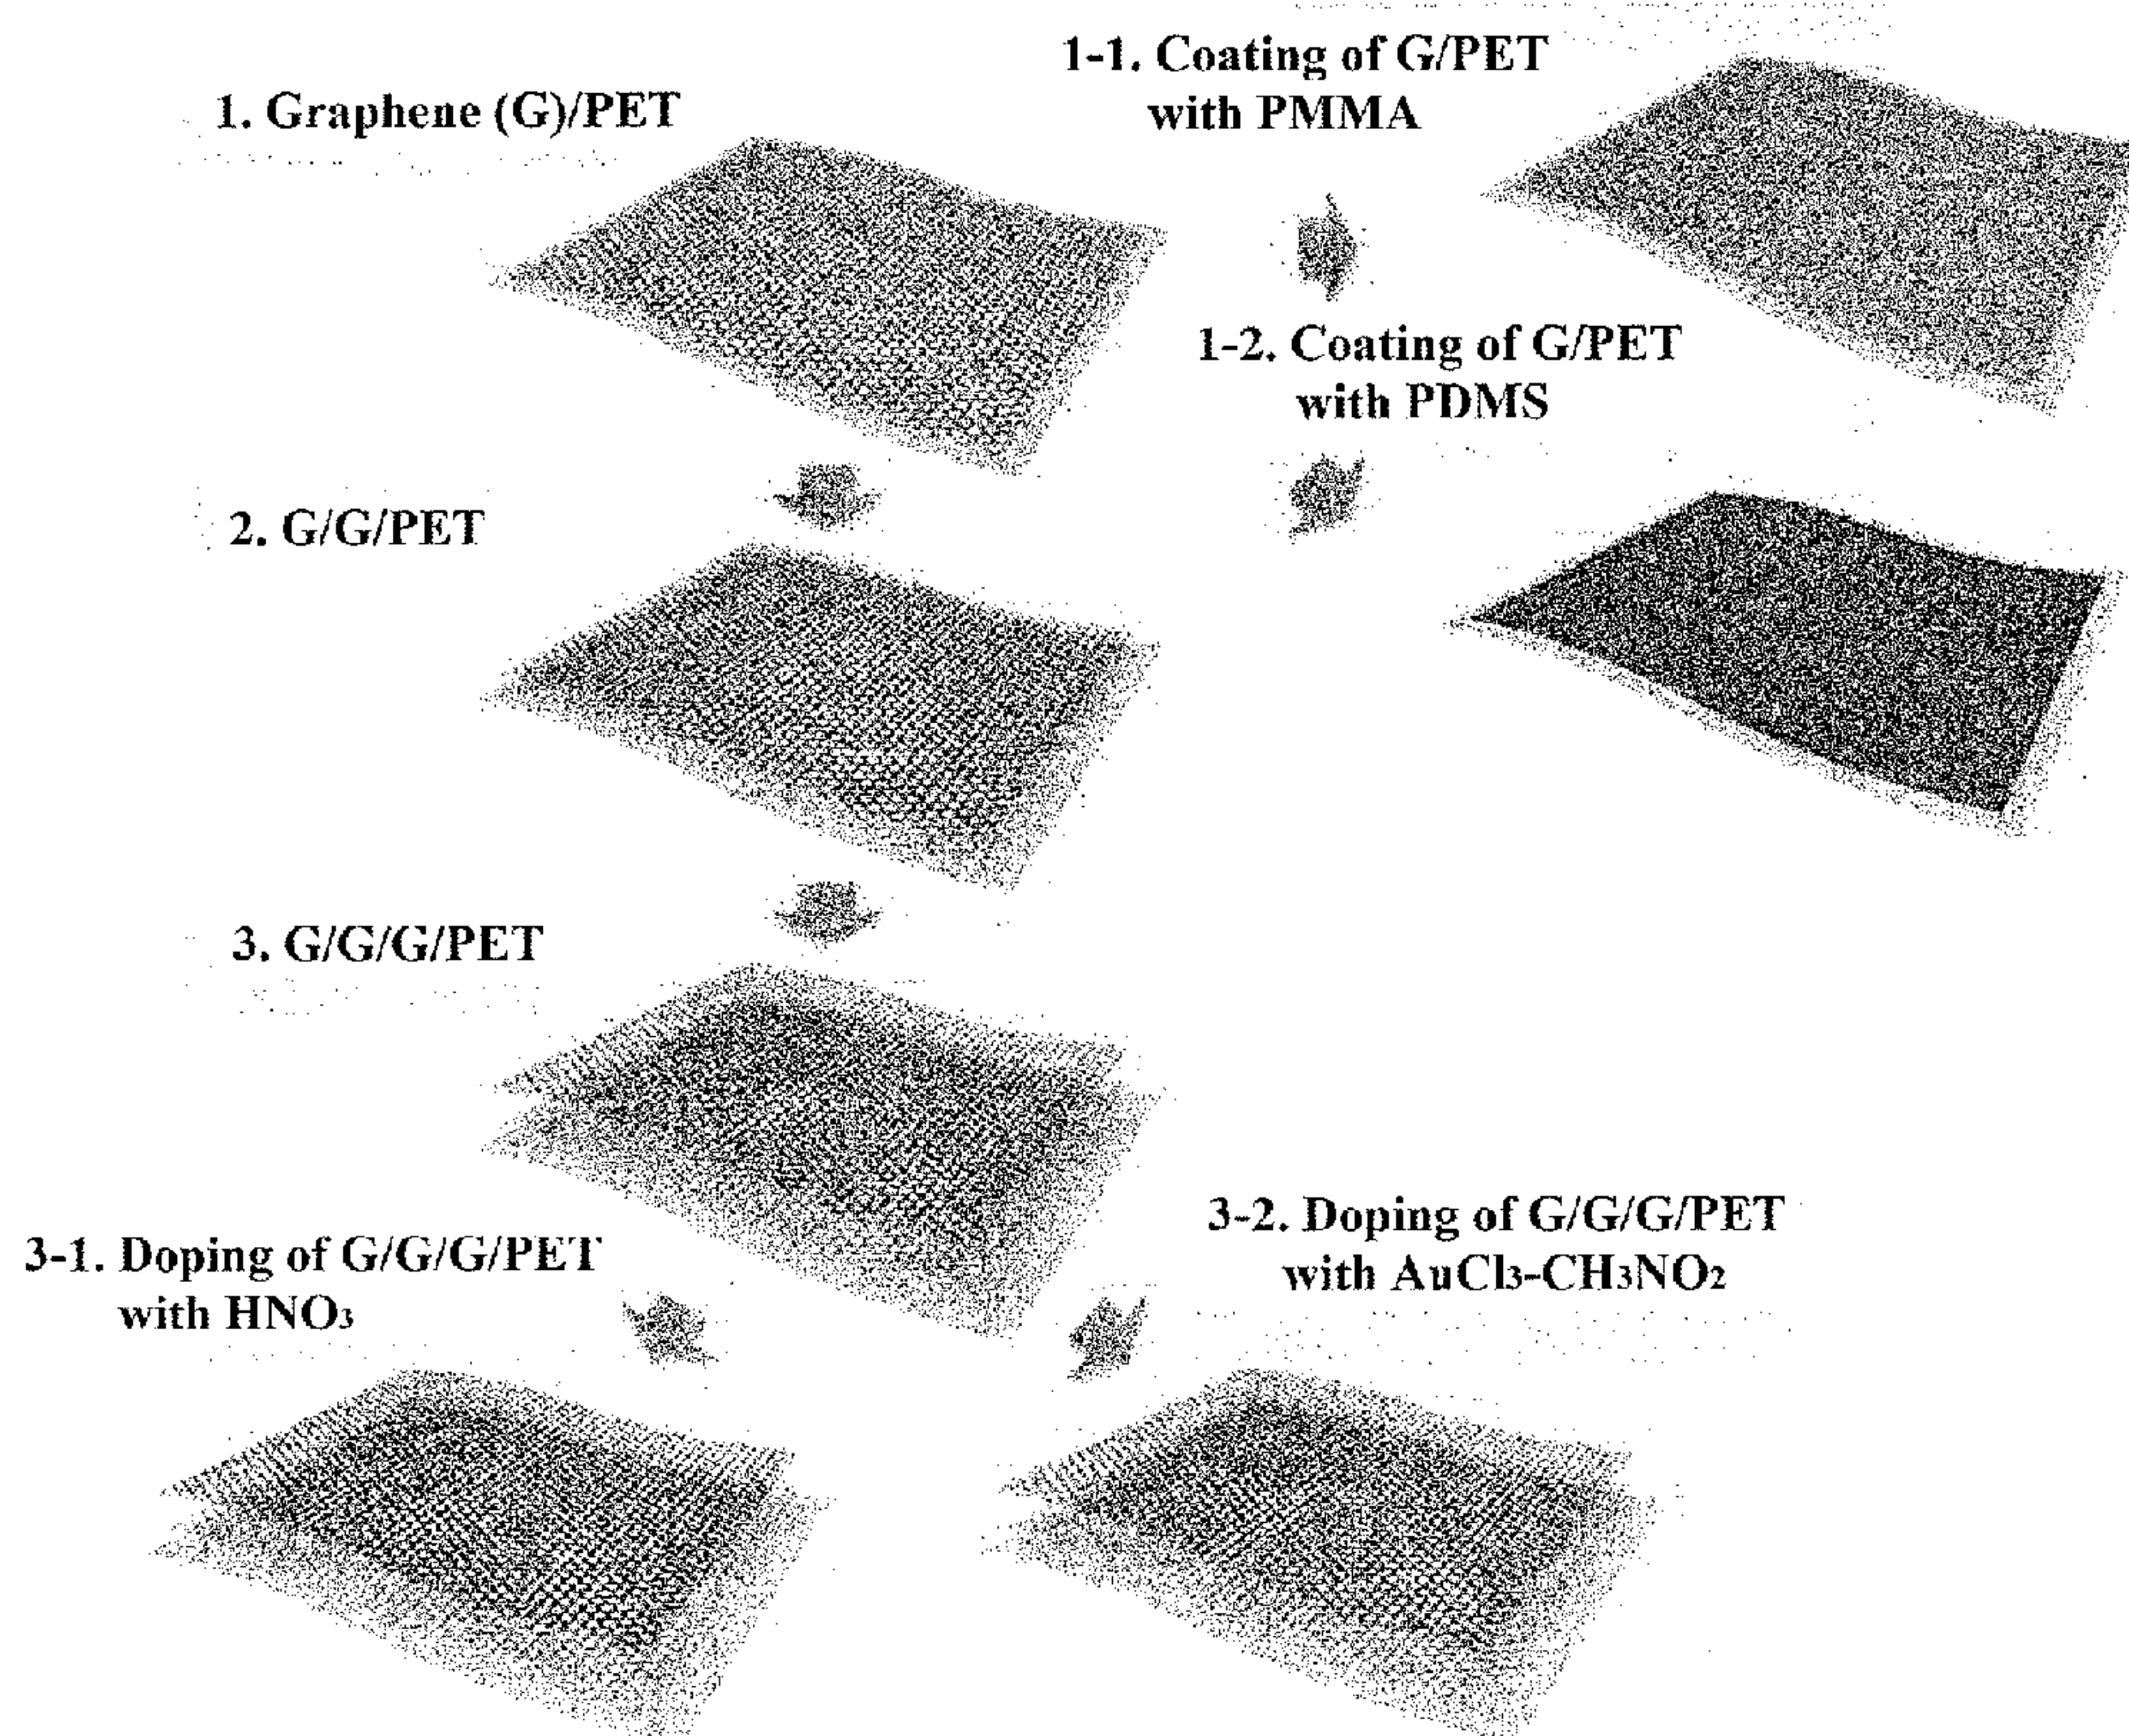 1. Graphene (G)/PET
1-1. Coating of G/PET
with PMMA
1-2. Coating of G/PET
with PDMS
2. G/G/PET
3. G/G/G/PET
3-1. Doping of G/G/G/PET
with HNO₃
3-2. Doping of G/G/G/PET
with AuCl₃-CH₃NO₂